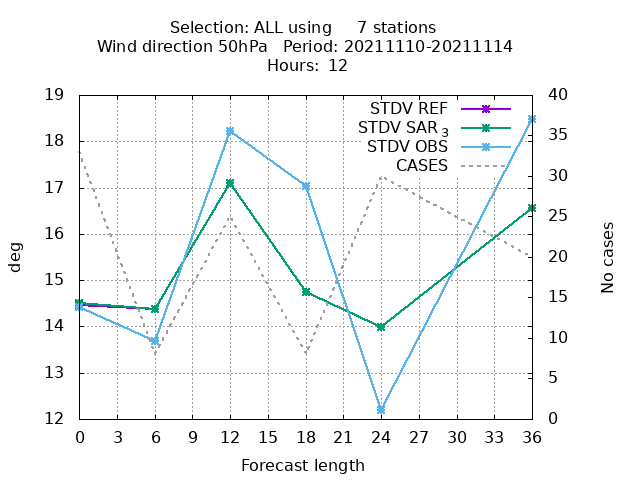 Selection: ALL using     7 stations
Wind direction 50hPa   Period: 20211110-20211114
Hours: 12
STDV REF
STDV SAR 3
STDV OBS
CASES
deg
19
18
17
16
15
14
13
12
40
35
30
25
20
15
10
5
0
No cases
0 3 6 9 12 15 18 21 24 27 30 33 36
Forecast length